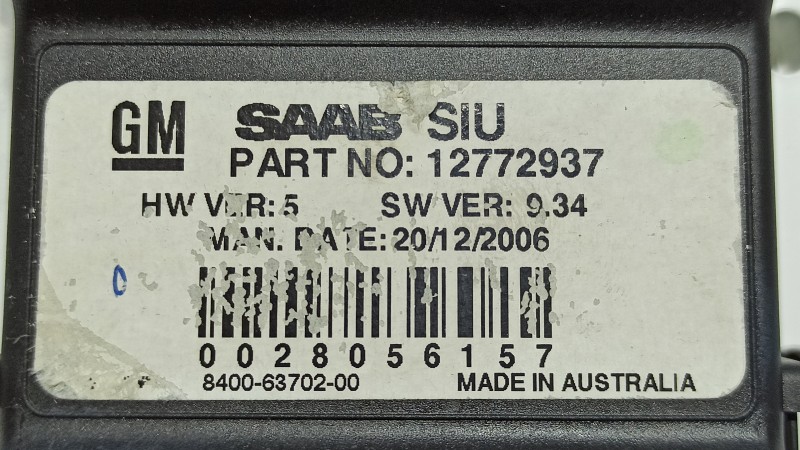 GM SAAB SIU
PART NO: 12772937
HW VER: 5 SW VER: 9.34
MAN. DATE: 20/12/2006
0
0028056157
8400-63702-00 MADE IN AUSTRALIA